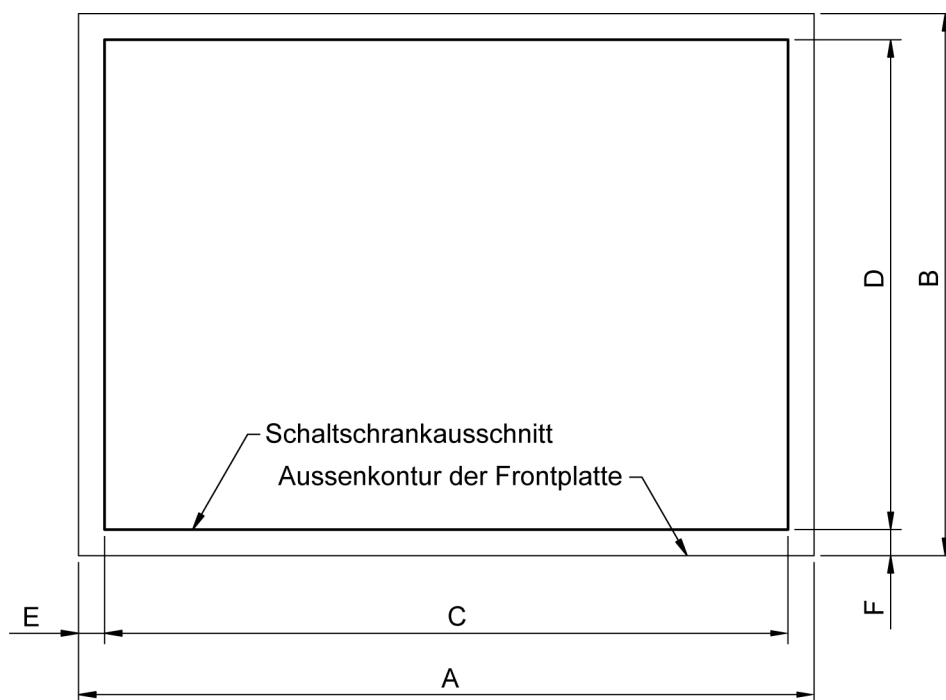 D
B
Schaltschrankausschnitt
Aussenkontur der Frontplatte
F
E
C
A